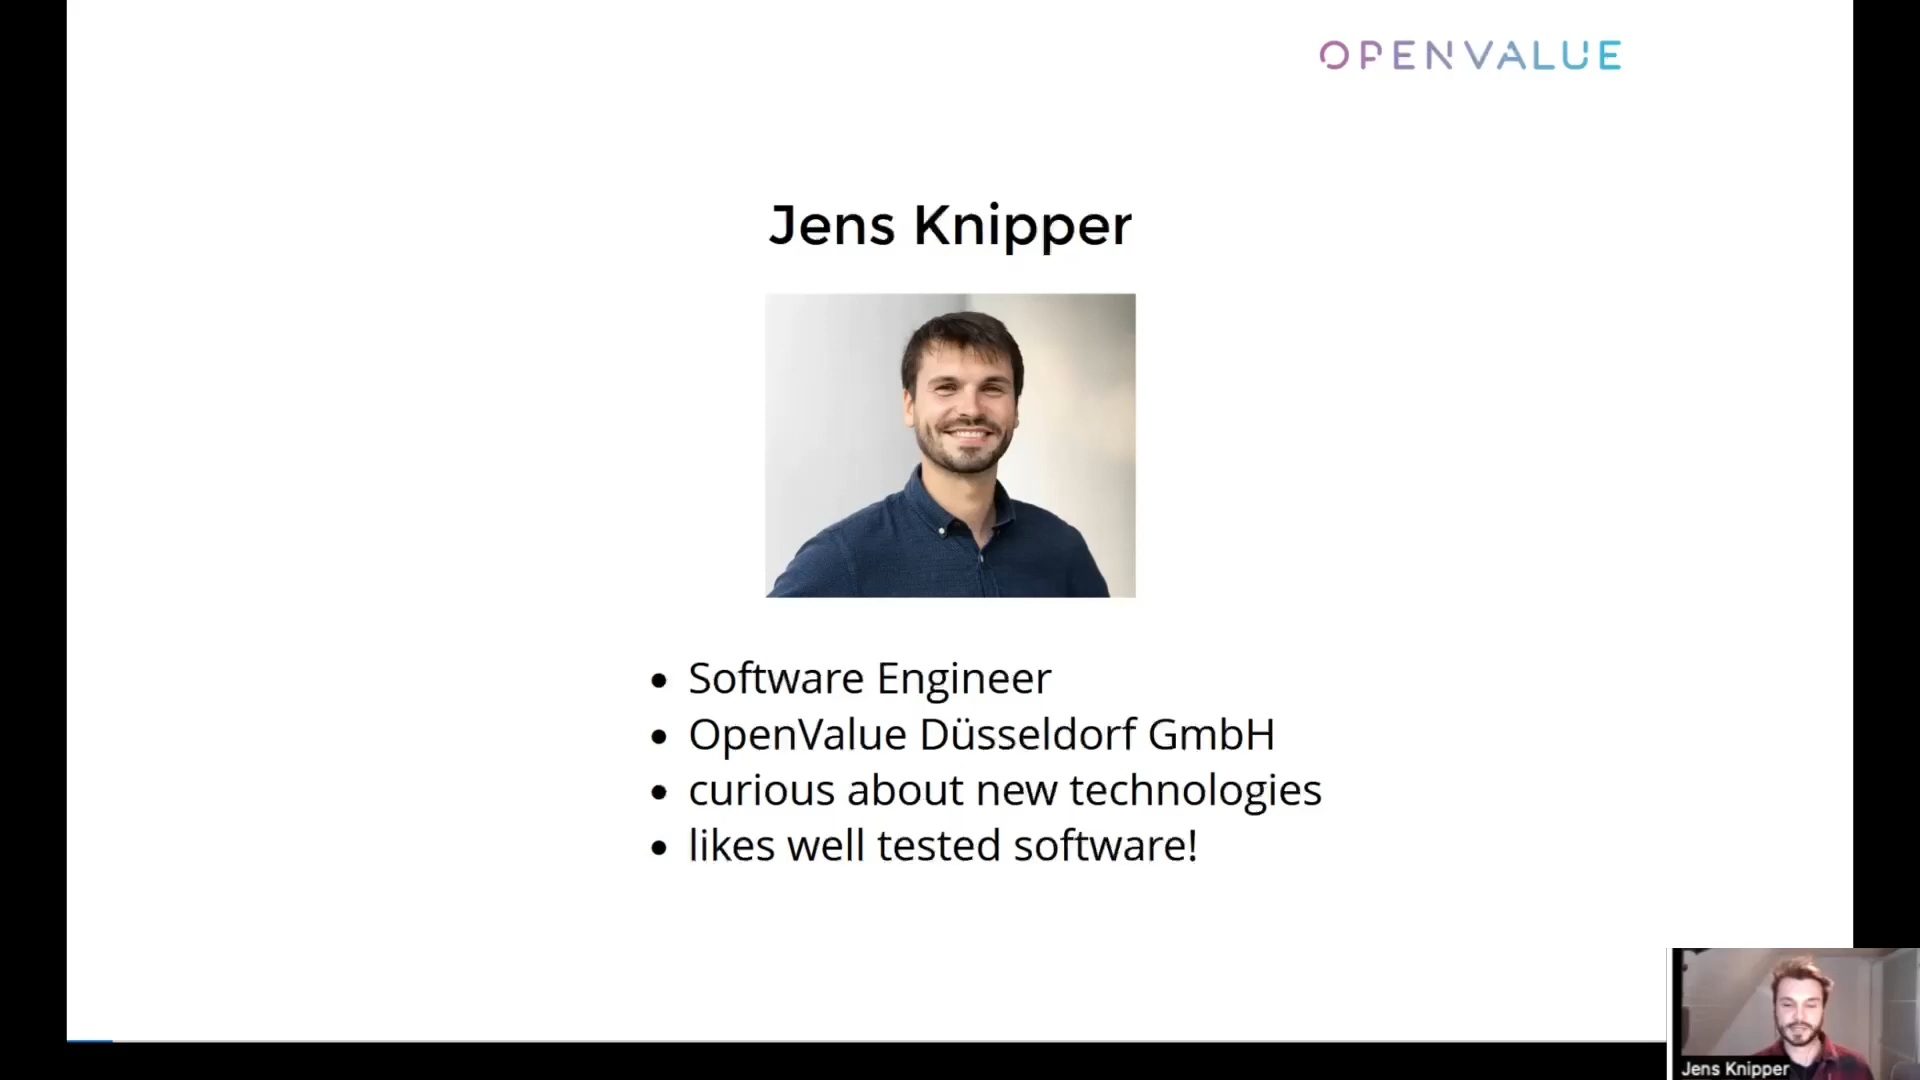 OPENVALUE
Jens Knipper
• Software Engineer
• OpenValue Düsseldorf GmbH
• curious about new technologies
• likes well tested software!
Jens Knipper